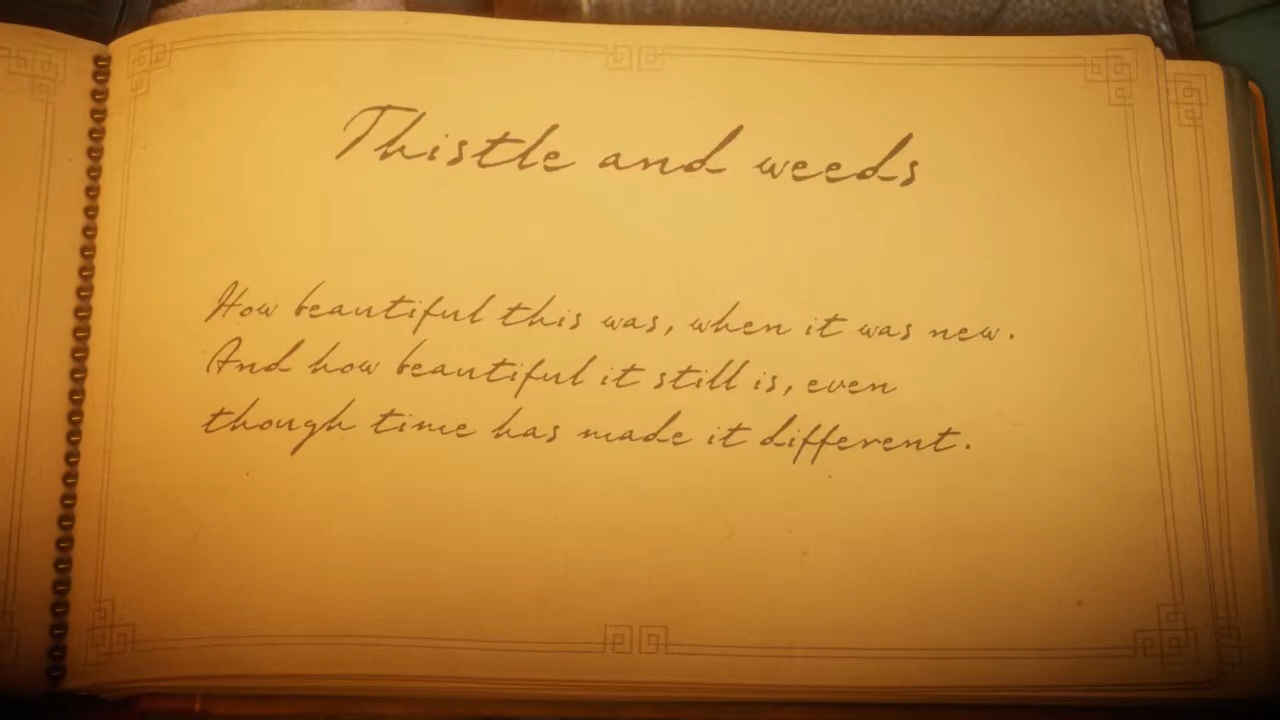 Thistle and weeds
How beautiful this was, when it was new.
And how beautiful it still is, even
though time has made it different.